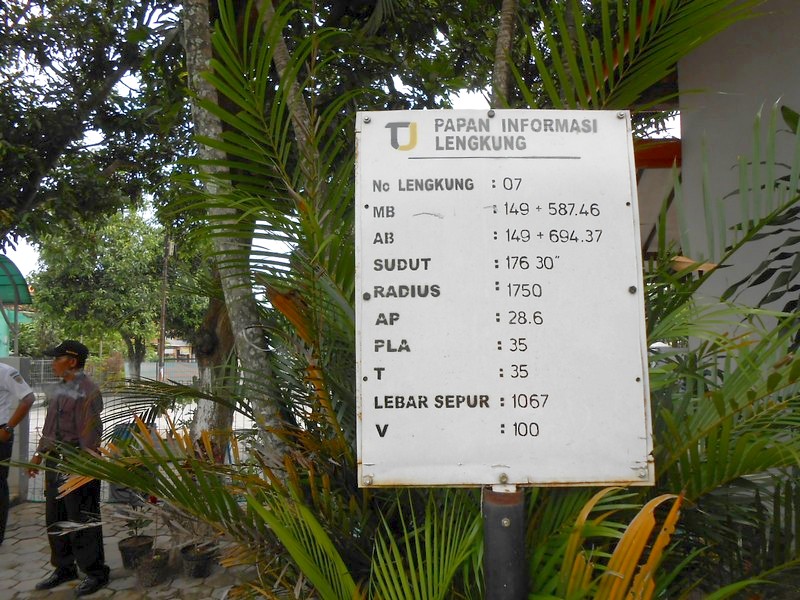 TJ PAPAN INFORMASI
LENGKUNG
No LENGKUNG : 07
MB : 149 + 587.46
AB : 149 + 694.37
SUDUT : 176 30"
RADIUS : 1750
AP : 28.6
PLA : 35
T : 35
LEBAR SEPUR : 1067
V : 100